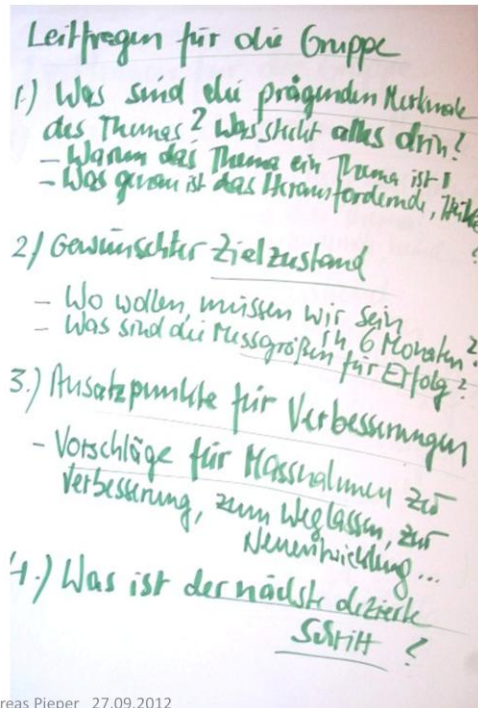 Leitfragen für die Gruppe
1.) Was sind die prägenden Merkmale
des Themas? Was steckt alles drin?
- Warum das Thema ein Thema ist!
- Was genau ist das Herausfordernde,
?
2) Gewünschter Zielzustand
- Wo wollen, müssen wir sein
in 6 Monaten?
- Was sind die Messgrößen für Erfolg?
3.) Ansatzpunkte für Verbesserungen
- Vorschläge für Massnahmen zur
Verbesserung, zum Weglassen, zur
Neuentwicklung...
4.) Was ist der nächste dezierte
Schritt ?
reas Pieper 27.09.2012